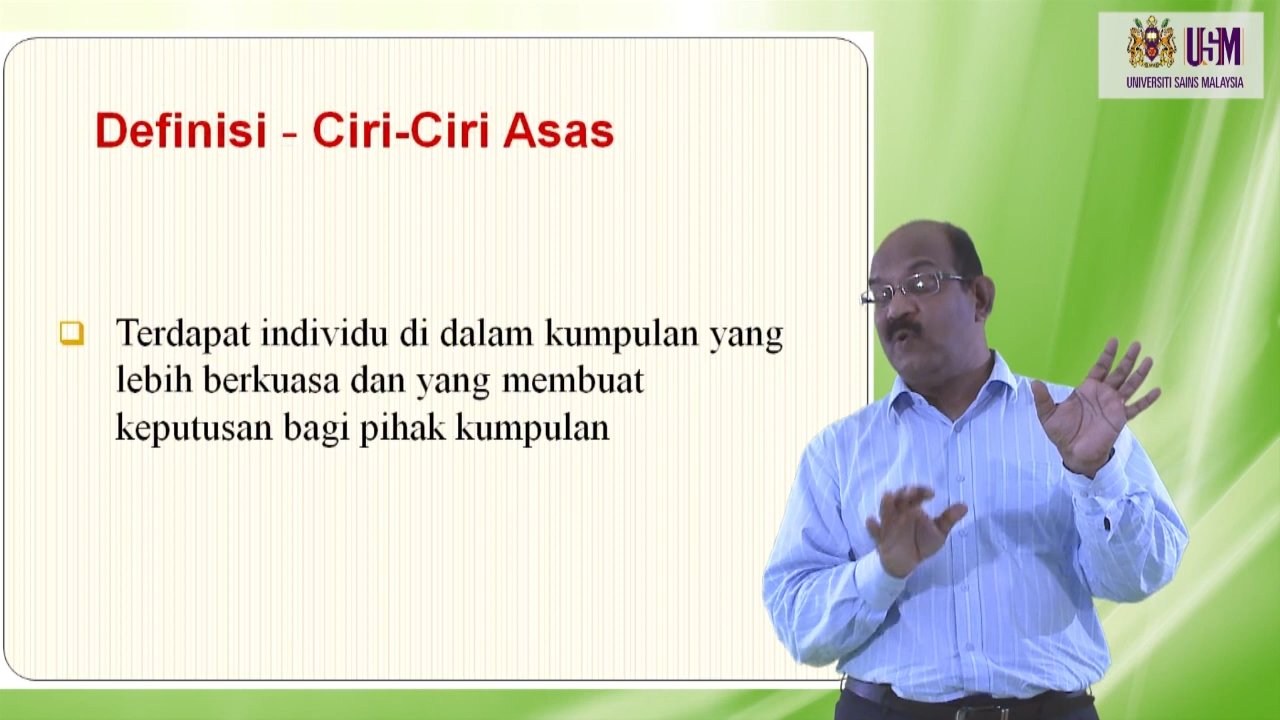 USM
UNIVERSITI SAINS MALAYSIA
Definisi - Ciri-Ciri Asas
Terdapat individu di dalam kumpulan yang
lebih berkuasa dan yang membuat
keputusan bagi pihak kumpulan